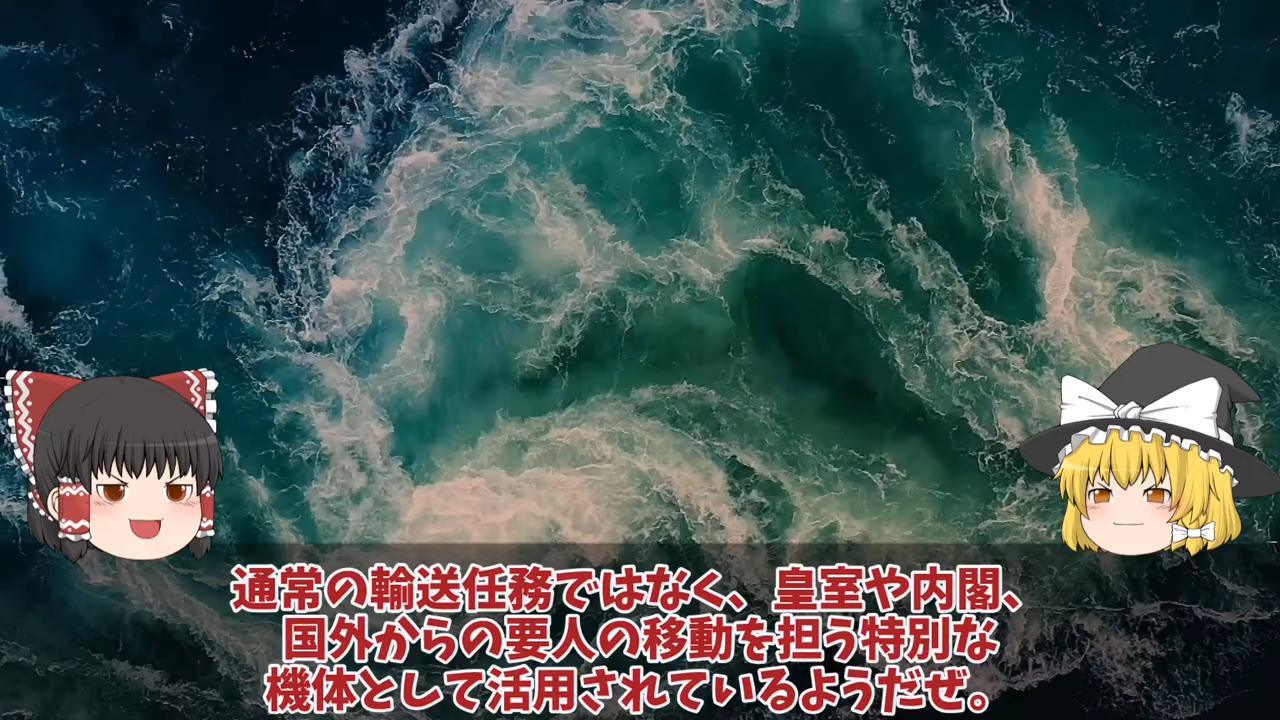 通常の輸送任務ではなく、皇室や内閣、
国外からの要人の移動を担う特別な
機体として活用されているようだぜ。